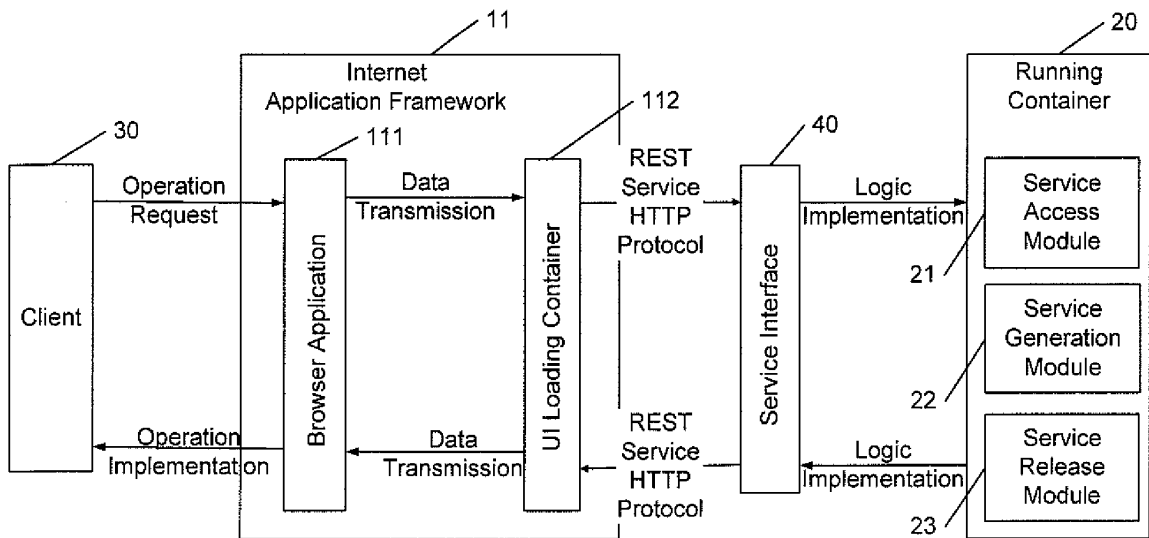 11
20
Internet
Application Framework
Running
Container
30
111
112
40
REST
Service
HTTP
Protocol
Operation
Request
Data
Transmission
Logic
Implementation
Service
Access
Module
21
Client
Browser Application
UI Loading Container
Service Interface
Service
Generation
Module
22
Operation
Implementation
Data
Transmission
REST
Service
HTTP
Protocol
Logic
Implementation
Service
Release
Module
23